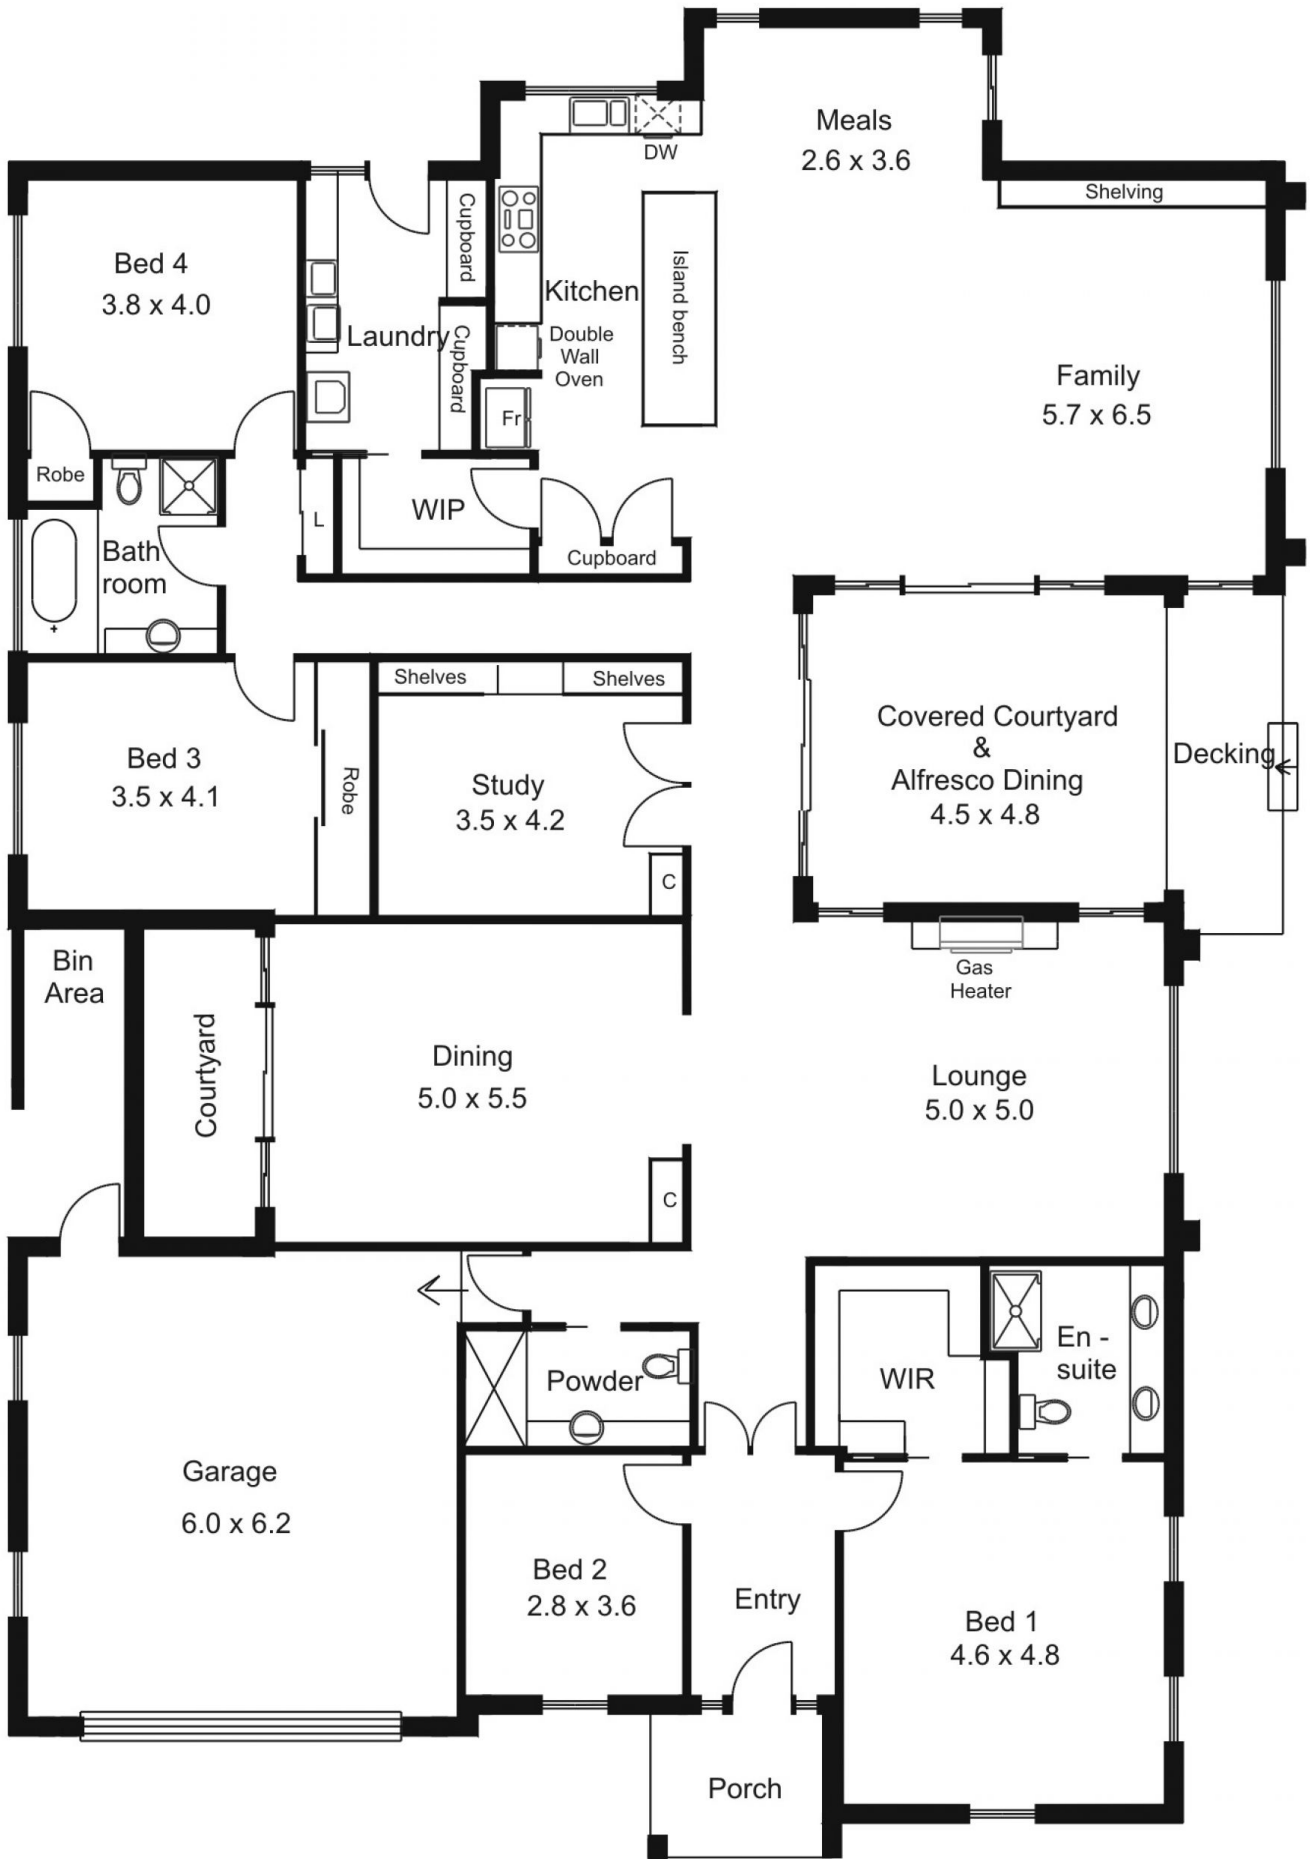 Meals
2.6 x 3.6
DW
Shelving
Cupboard
Bed 4
3.8 x 4.0
Kitchen
Island bench
Laundry
Cupboard
Double
Wall
Oven
Family
5.7 x 6.5
Fr
Robe
WIP
L
Bath
room
Cupboard
Shelves
Shelves
Covered Courtyard
&
Alfresco Dining
4.5 x 4.8
Decking
Bed 3
3.5 x 4.1
Robe
Study
3.5 x 4.2
C
Bin
Area
Gas
Heater
Courtyard
Dining
5.0 x 5.5
Lounge
5.0 x 5.0
C
En -
suite
Powder
WIR
Garage
6.0 x 6.2
Bed 2
2.8 x 3.6
Entry
Bed 1
4.6 x 4.8
Porch